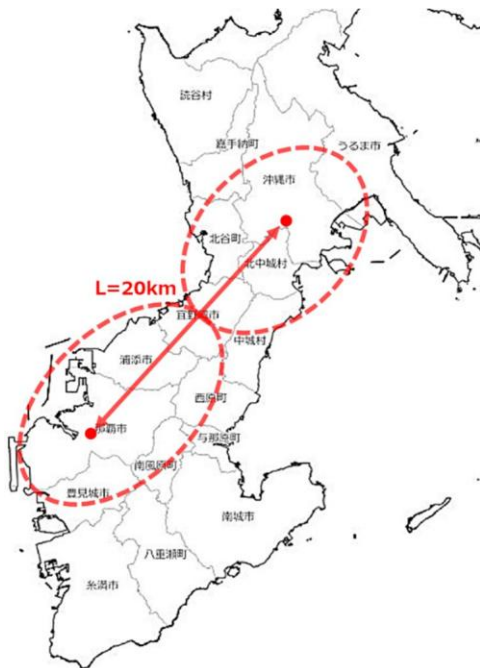 読谷村
嘉手納町
うるま市
沖縄市
北谷町
北中城村
L=20km
宜野湾市
中城村
浦添市
西原町
那覇市
与那原町
南風原町
豊見城市
南城市
八重瀬町
糸満市